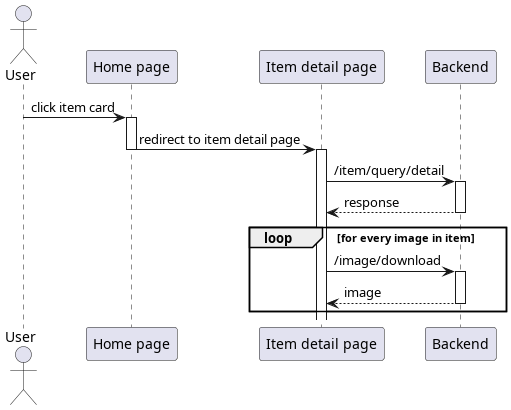 User
Home page
Item detail page
Backend
click item card
redirect to item detail page
/item/query/detail
response
loop
[for every image in item]
/image/download
image
User
Home page
Item detail page
Backend